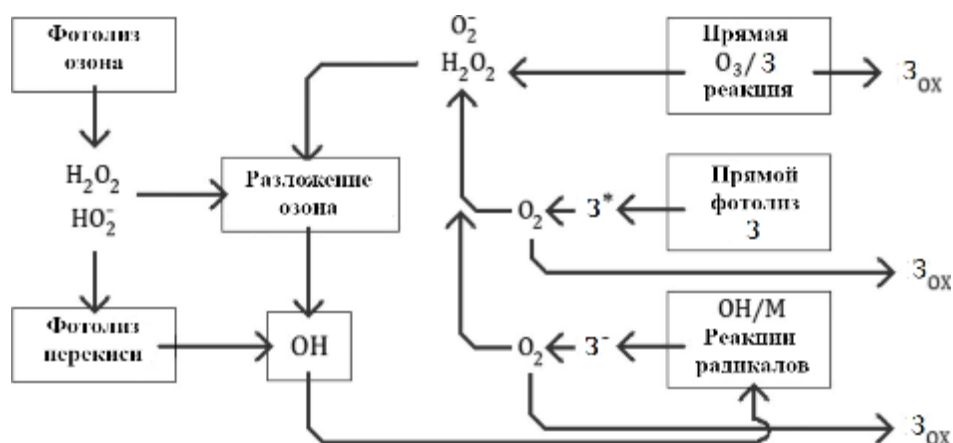 Фотолиз
озона
H₂O₂
HO₂⁻
Фотолиз
перекиси
Разложение
озона
OH
O₂⁻
H₂O₂
Прямая
O₃/ З
реакция
З_OX
O₂
З*
Прямой
фотолиз
З
З_OX
O₂
З⁻
OH/M
Реакции
радикалов
З_OX